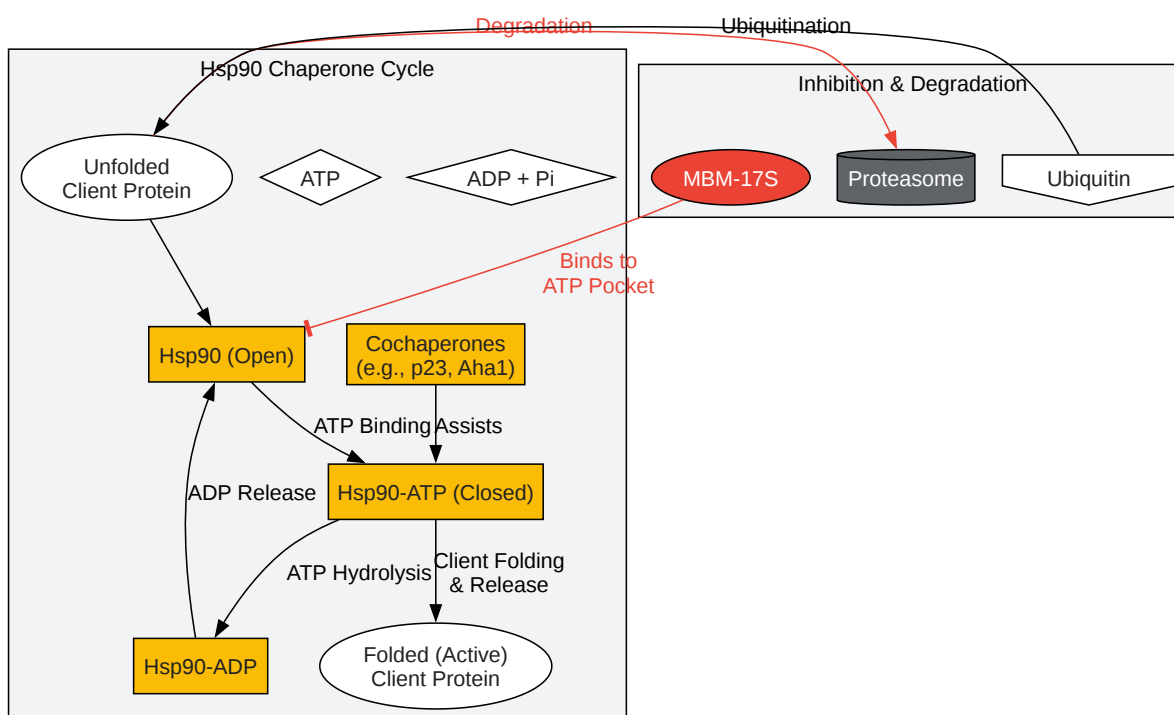 Degradation
Ubiquitination
Hsp90 Chaperone Cycle
Inhibition & Degradation
Unfolded
Client Protein
ATP
ADP + Pi
MBM-17S
Proteasome
Ubiquitin
Binds to
ATP Pocket
Hsp90 (Open)
Cochaperones
(e.g., p23, Aha1)
ATP Binding
Assists
ADP Release
Hsp90-ATP (Closed)
ATP Hydrolysis
Client Folding
& Release
Hsp90-ADP
Folded (Active)
Client Protein